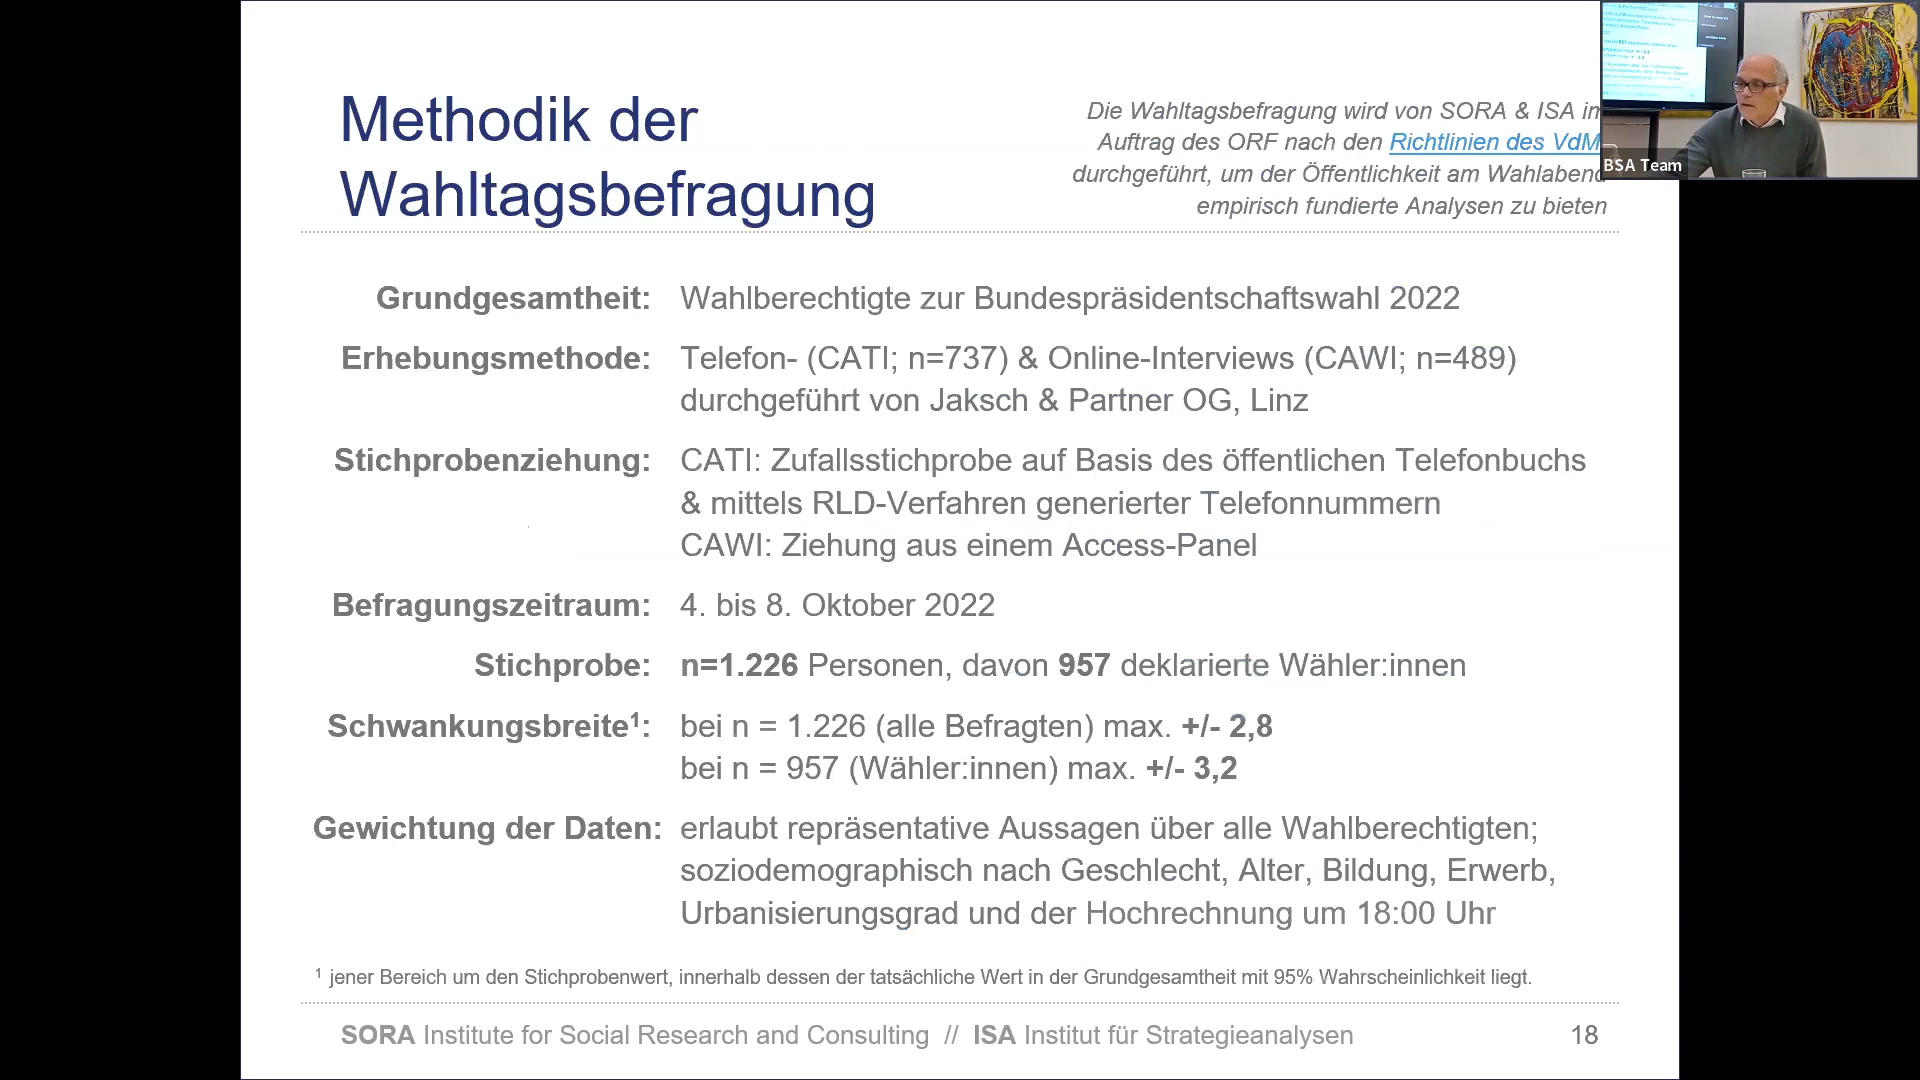 Methodik der
Wahltagsbefragung
Die Wahltagsbefragung wird von SORA & ISA im
Auftrag des ORF nach den Richtlinien des VdM
durchgeführt, um der Öffentlichkeit am Wahlabend
empirisch fundierte Analysen zu bieten
BSA Team
Grundgesamtheit: Wahlberechtigte zur Bundespräsidentschaftswahl 2022
Erhebungsmethode: Telefon- (CATI; n=737) & Online-Interviews (CAWI; n=489)
durchgeführt von Jaksch & Partner OG, Linz
Stichprobenziehung: CATI: Zufallsstichprobe auf Basis des öffentlichen Telefonbuchs
& mittels RLD-Verfahren generierter Telefonnummern
CAWI: Ziehung aus einem Access-Panel
Befragungszeitraum: 4. bis 8. Oktober 2022
Stichprobe: n=1.226 Personen, davon 957 deklarierte Wähler:innen
Schwankungsbreite¹: bei n = 1.226 (alle Befragten) max. +/- 2,8
bei n = 957 (Wähler:innen) max. +/- 3,2
Gewichtung der Daten: erlaubt repräsentative Aussagen über alle Wahlberechtigten;
soziodemographisch nach Geschlecht, Alter, Bildung, Erwerb,
Urbanisierungsgrad und der Hochrechnung um 18:00 Uhr
¹ jener Bereich um den Stichprobenwert, innerhalb dessen der tatsächliche Wert in der Grundgesamtheit mit 95% Wahrscheinlichkeit liegt.
SORA Institute for Social Research and Consulting // ISA Institut für Strategieanalysen 18